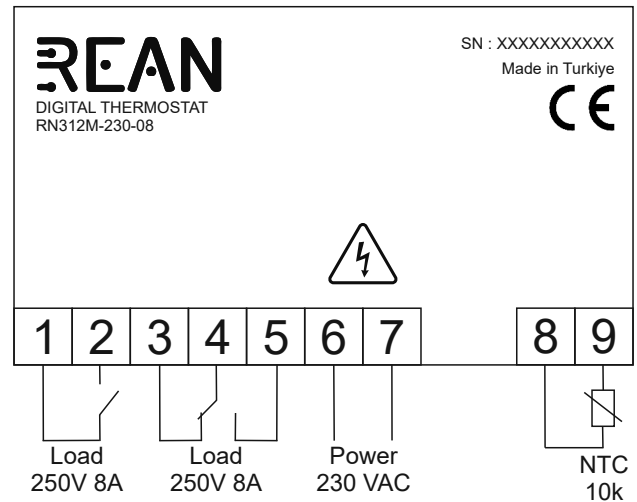 REAN
DIGITAL THERMOSTAT
RN312M-230-08
SN : XXXXXXXXXXX
Made in Turkiye
CE
1 2 3 4 5 6 7 8 9
Load
250V 8A
Load
250V 8A
Power
230 VAC
NTC
10k